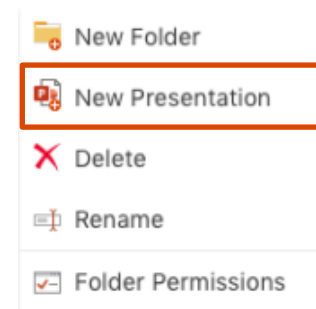 New Folder
New Presentation
Delete
Rename
Folder Permissions